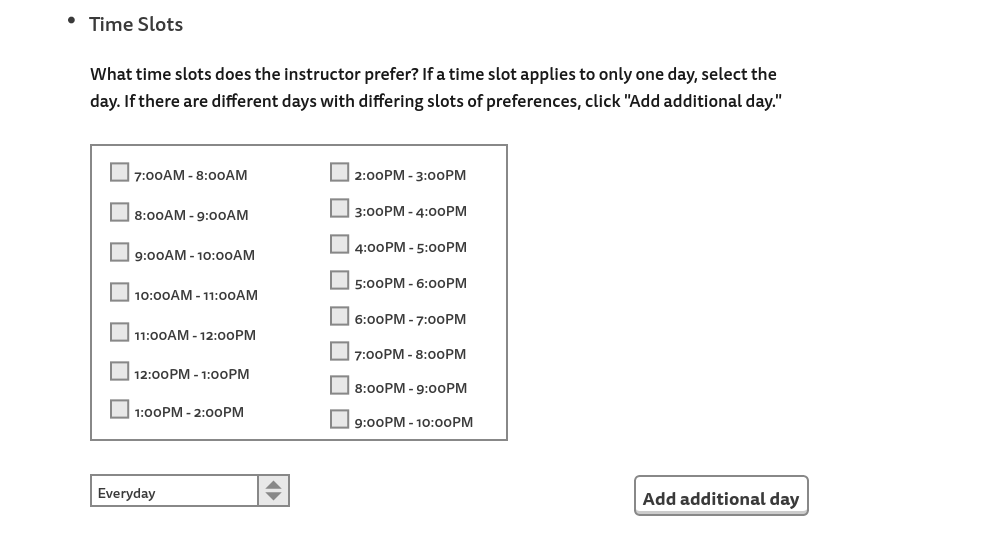 • Time Slots
What time slots does the instructor prefer? If a time slot applies to only one day, select the
day. If there are different days with differing slots of preferences, click "Add additional day."
7:00AM - 8:00AM
8:00AM - 9:00AM
9:00AM - 10:00AM
10:00AM - 11:00AM
11:00AM - 12:00PM
12:00PM - 1:00PM
1:00PM - 2:00PM
2:00PM - 3:00PM
3:00PM - 4:00PM
4:00PM - 5:00PM
5:00PM - 6:00PM
6:00PM - 7:00PM
7:00PM - 8:00PM
8:00PM - 9:00PM
9:00PM - 10:00PM
Everyday
Add additional day